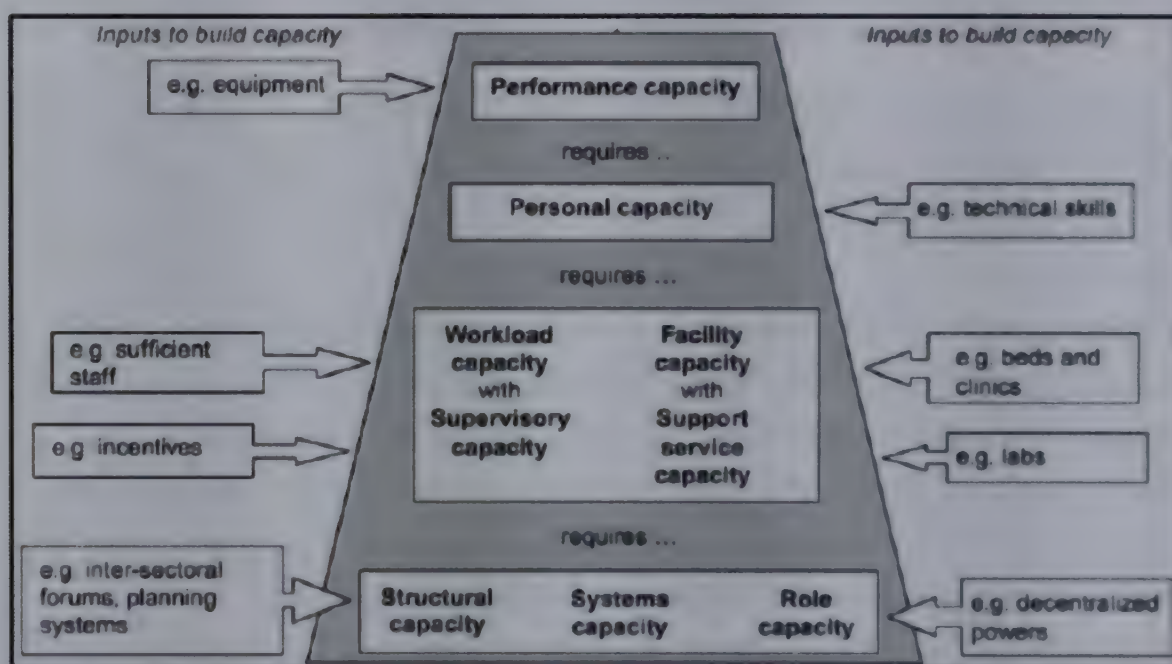 Inputs to build capacity
Inputs to build capacity
e.g. equipment
Performance capacity
requires ..
Personal capacity
e.g. technical skills
requires ...
e.g. sufficient
staff
Workload
capacity
with
Supervisory
capacity
Facility
capacity
with
Support
service
capacity
e.g. beds and
clinics
e.g. incentives
e.g. labs
requires ...
e.g. inter-sectoral
forums, planning
systems
Structural
capacity
Systems
capacity
Role
capacity
e.g. decentralized
powers